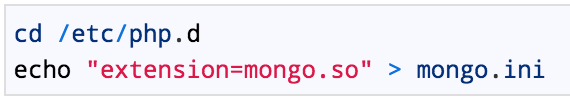 cd /etc/php.d
echo "extension=mongo.so" > mongo.ini